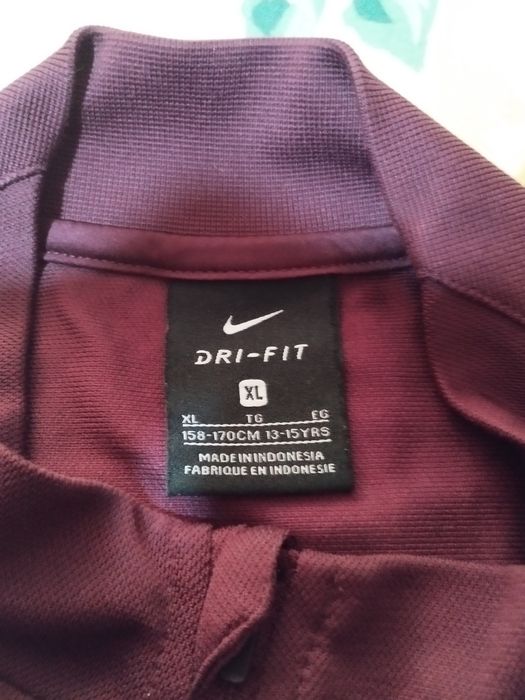 DRI-FIT
XL
XL TG EG
158-170CM 13-15YRS
MADE IN INDONESIA
FABRIQUE EN INDONESIE